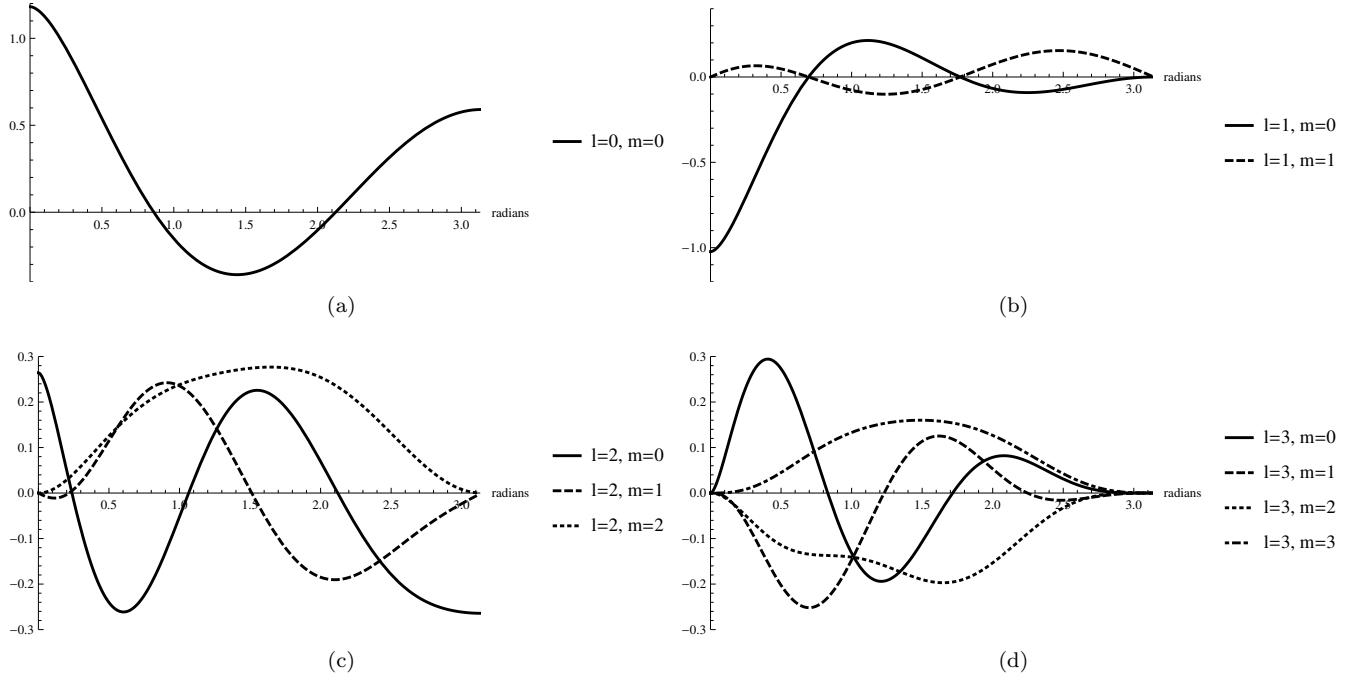 1.0
0.5
0.0
0.5 1.0 1.5 2.0 2.5 3.0
radians
l=0, m=0
(a)
0.0
−0.5
−1.0
0.5 1.0 1.5 2.0 2.5 3.0
radians
l=1, m=0
l=1, m=1
(b)
0.3
0.2
0.1
0.0
−0.1
−0.2
−0.3
0.5 1.0 1.5 2.0 2.5 3.0
radians
l=2, m=0
l=2, m=1
l=2, m=2
(c)
0.3
0.2
0.1
0.0
−0.1
−0.2
−0.3
0.5 1.0 1.5 2.0 2.5 3.0
radians
l=3, m=0
l=3, m=1
l=3, m=2
l=3, m=3
(d)